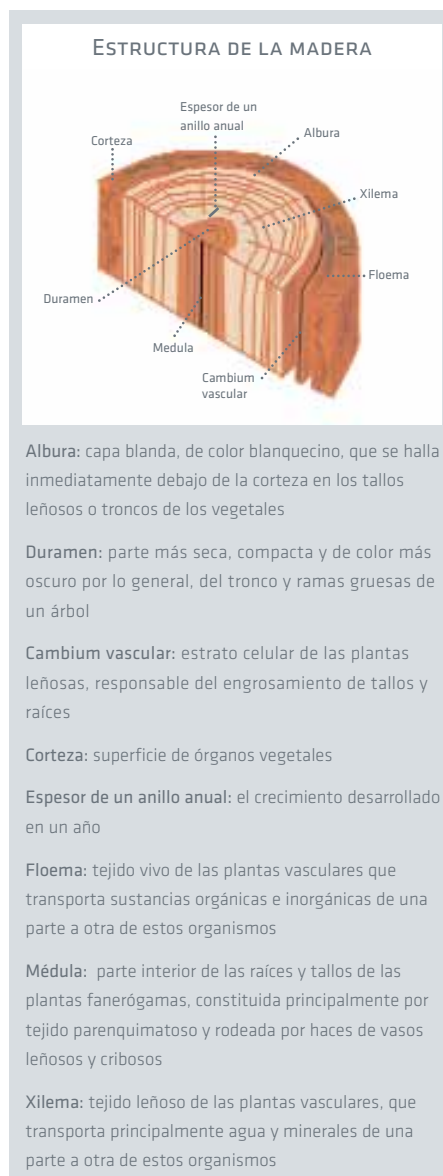 ESTRUCTURA DE LA MADERA
Espesor de un
anillo anual
Corteza
Albura
Xilema
Floema
Duramen
Medula
Cambium
vascular
Albura: capa blanda, de color blanquecino, que se halla
inmediatamente debajo de la corteza en los tallos
leñosos o troncos de los vegetales
Duramen: parte más seca, compacta y de color más
oscuro por lo general, del tronco y ramas gruesas de
un árbol
Cambium vascular: estrato celular de las plantas
leñosas, responsable del engrosamiento de tallos y
raíces
Corteza: superficie de órganos vegetales
Espesor de un anillo anual: el crecimiento desarrollado
en un año
Floema: tejido vivo de las plantas vasculares que
transporta sustancias orgánicas e inorgánicas de una
parte a otra de estos organismos
Médula: parte interior de las raíces y tallos de las
plantas fanerógamas, constituida principalmente por
tejido parenquimatoso y rodeada por haces de vasos
leñosos y cribosos
Xilema: tejido leñoso de las plantas vasculares, que
transporta principalmente agua y minerales de una
parte a otra de estos organismos